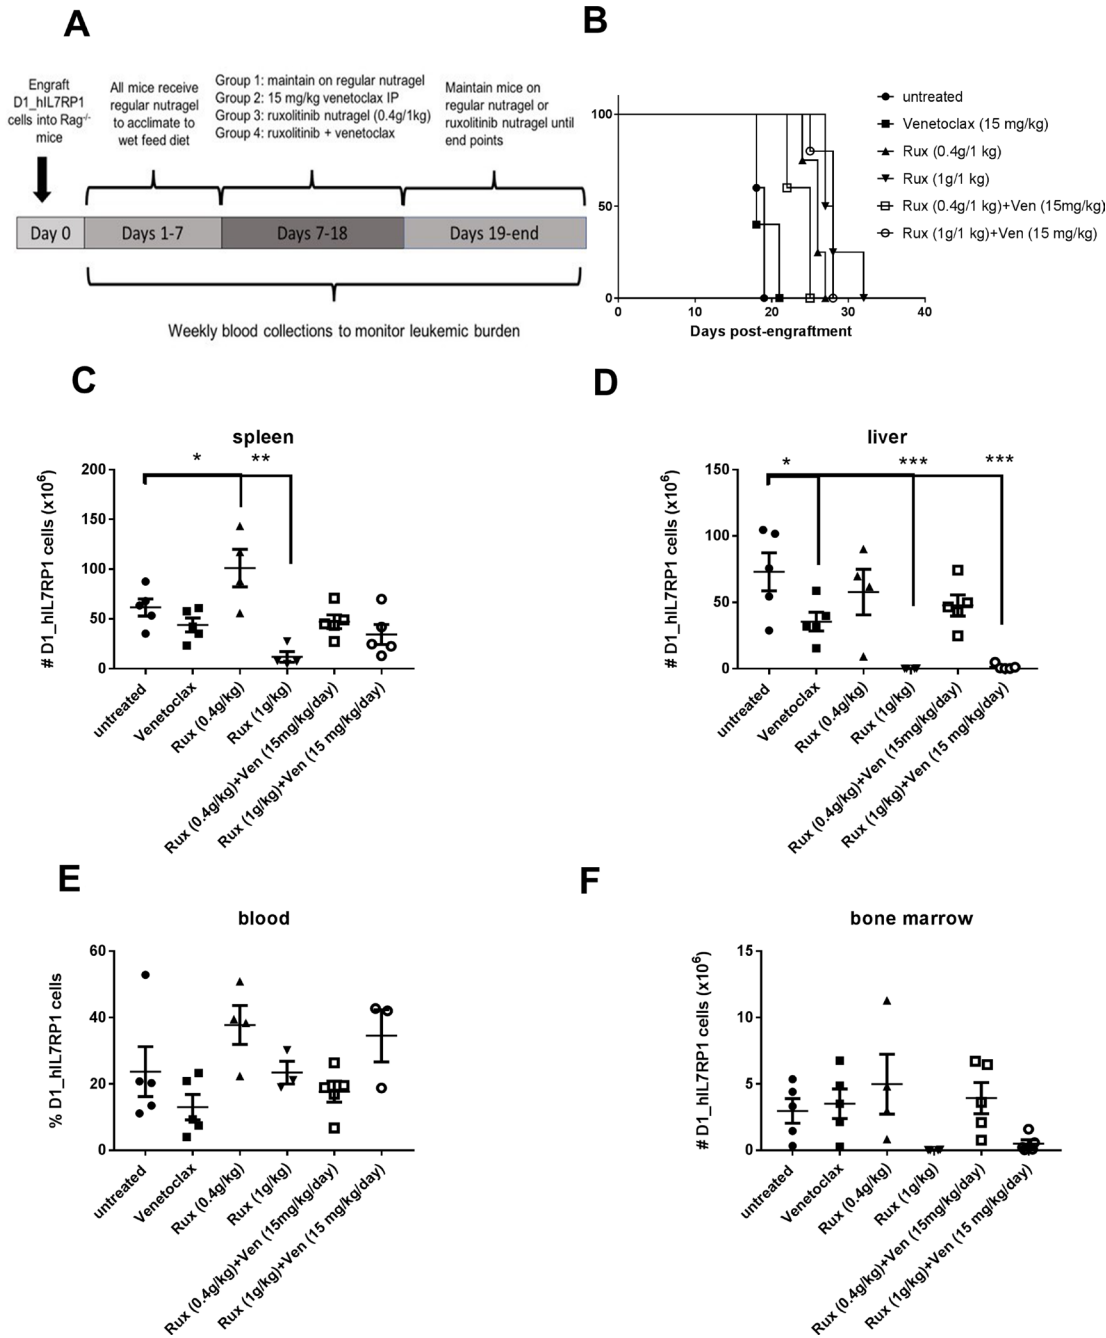 A
Engraft
D1_hIL7RP1
cells into Rag-/-
mice
All mice receive
regular nutragel
to acclimate to
wet feed diet
Group 1: maintain on regular nutragel
Group 2: 15 mg/kg venetoclax IP
Group 3: ruxolitinib nutragel (0.4g/1kg)
Group 4: ruxolitinib + venetoclax
Maintain mice on
regular nutragel or
ruxolitinib nutragel until
end points
Day 0
Days 1-7
Days 7-18
Days 19-end
Weekly blood collections to monitor leukemic burden
B
100
50
0
0
10
20
30
40
Days post-engraftment
untreated
Venetoclax (15 mg/kg)
Rux (0.4g/1 kg)
Rux (1g/1 kg)
Rux (0.4g/1 kg)+Ven (15mg/kg)
Rux (1g/1 kg)+Ven (15 mg/kg)
C
spleen
# D1_hIL7RP1 cells (x10^6)
200
150
100
50
0
*
**
untreated
Venetoclax
Rux (0.4g/kg)
Rux (1g/kg)
Rux (0.4g/kg)+Ven (15mg/kg/day)
Rux (1g/kg)+Ven (15 mg/kg/day)
D
liver
# D1_hIL7RP1 cells (x10^6)
150
100
50
0
*
***
***
untreated
Venetoclax
Rux (0.4g/kg)
Rux (1g/kg)
Rux (0.4g/kg)+Ven (15mg/kg/day)
Rux (1g/kg)+Ven (15 mg/kg/day)
E
blood
% D1_hIL7RP1 cells
60
40
20
0
untreated
Venetoclax
Rux (0.4g/kg)
Rux (1g/kg)
Rux (0.4g/kg)+Ven (15mg/kg/day)
Rux (1g/kg)+Ven (15 mg/kg/day)
F
bone marrow
# D1_hIL7RP1 cells (x10^6)
15
10
5
0
untreated
Venetoclax
Rux (0.4g/kg)
Rux (1g/kg)
Rux (0.4g/kg)+Ven (15mg/kg/day)
Rux (1g/kg)+Ven (15 mg/kg/day)